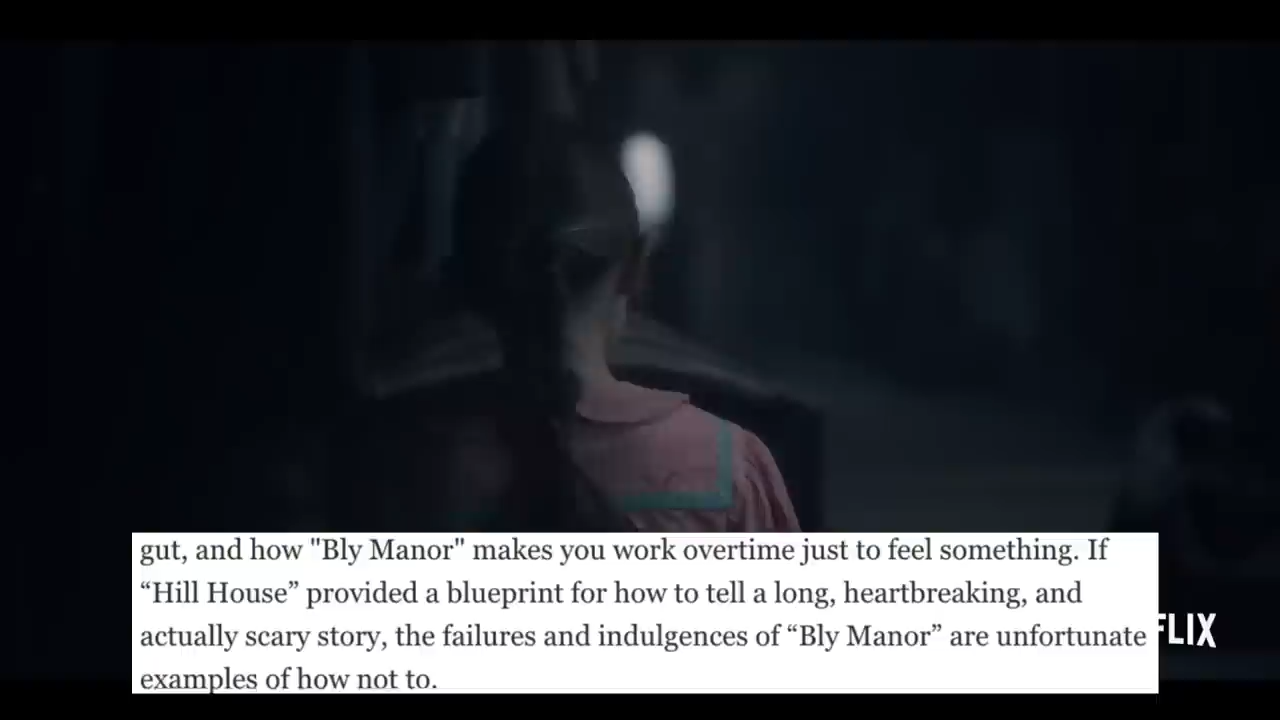 gut, and how "Bly Manor" makes you work overtime just to feel something. If
“Hill House” provided a blueprint for how to tell a long, heartbreaking, and
actually scary story, the failures and indulgences of “Bly Manor” are unfortunate
examples of how not to.
FLIX